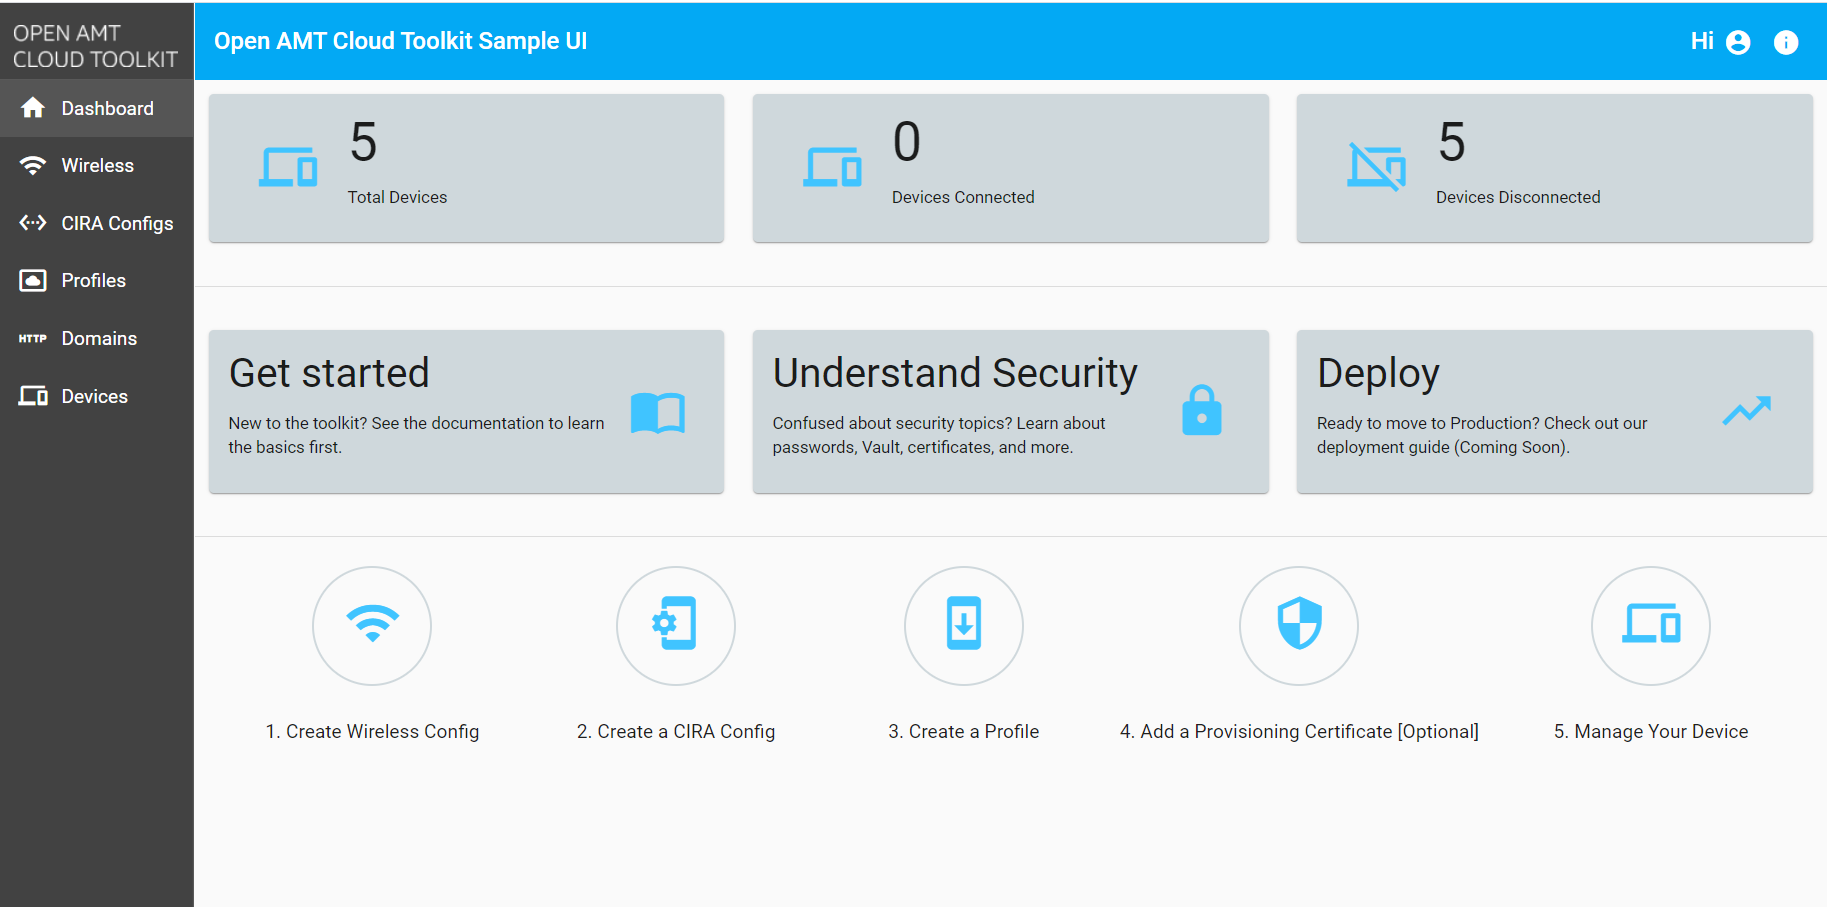 OPEN AMT
CLOUD TOOLKIT
Open AMT Cloud Toolkit Sample UI
Hi
Dashboard
Wireless
CIRA Configs
Profiles
HTTP Domains
Devices
5
Total Devices
0
Devices Connected
5
Devices Disconnected
Get started
New to the toolkit? See the documentation to learn
the basics first.
Understand Security
Confused about security topics? Learn about
passwords, Vault, certificates, and more.
Deploy
Ready to move to Production? Check out our
deployment guide (Coming Soon).
1. Create Wireless Config
2. Create a CIRA Config
3. Create a Profile
4. Add a Provisioning Certificate [Optional]
5. Manage Your Device